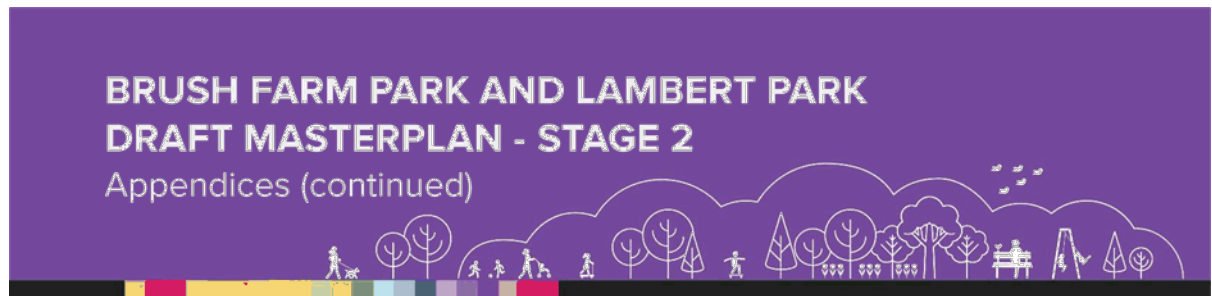 BRUSH FARM PARK AND LAMBERT PARK
DRAFT MASTERPLAN - STAGE 2
Appendices (continued)